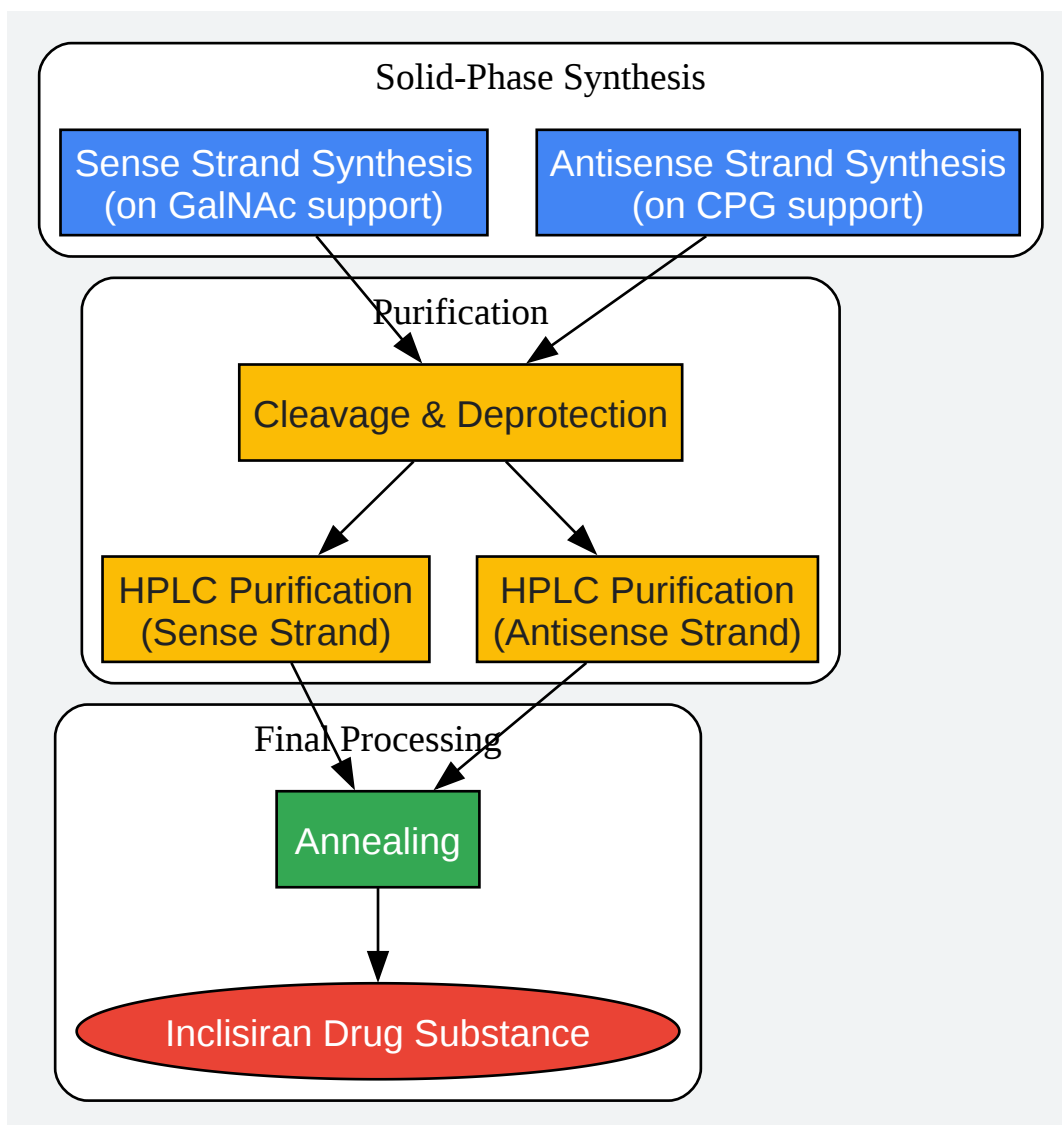 Solid-Phase Synthesis
Sense Strand Synthesis
(on GalNAc support)
Antisense Strand Synthesis
(on CPG support)
Purification
Cleavage & Deprotection
HPLC Purification
(Sense Strand)
HPLC Purification
(Antisense Strand)
Final Processing
Annealing
Inclisiran Drug Substance